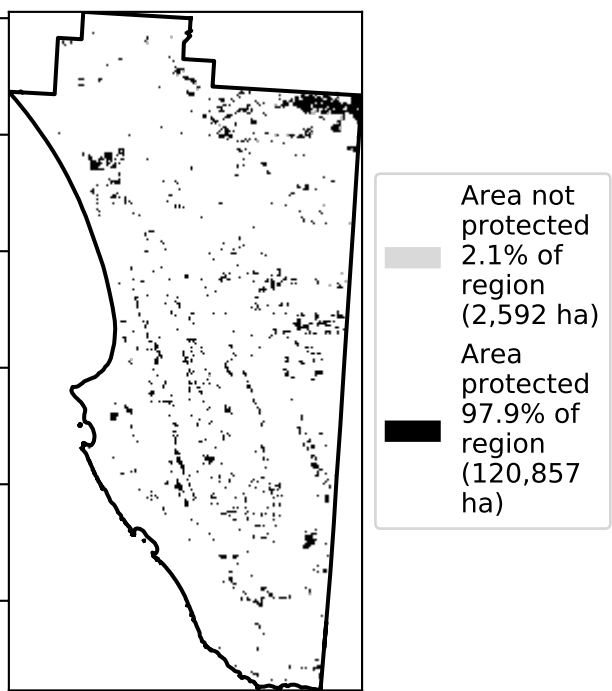 Area not
protected
2.1% of
region
(2,592 ha)
Area
protected
97.9% of
region
(120,857
ha)